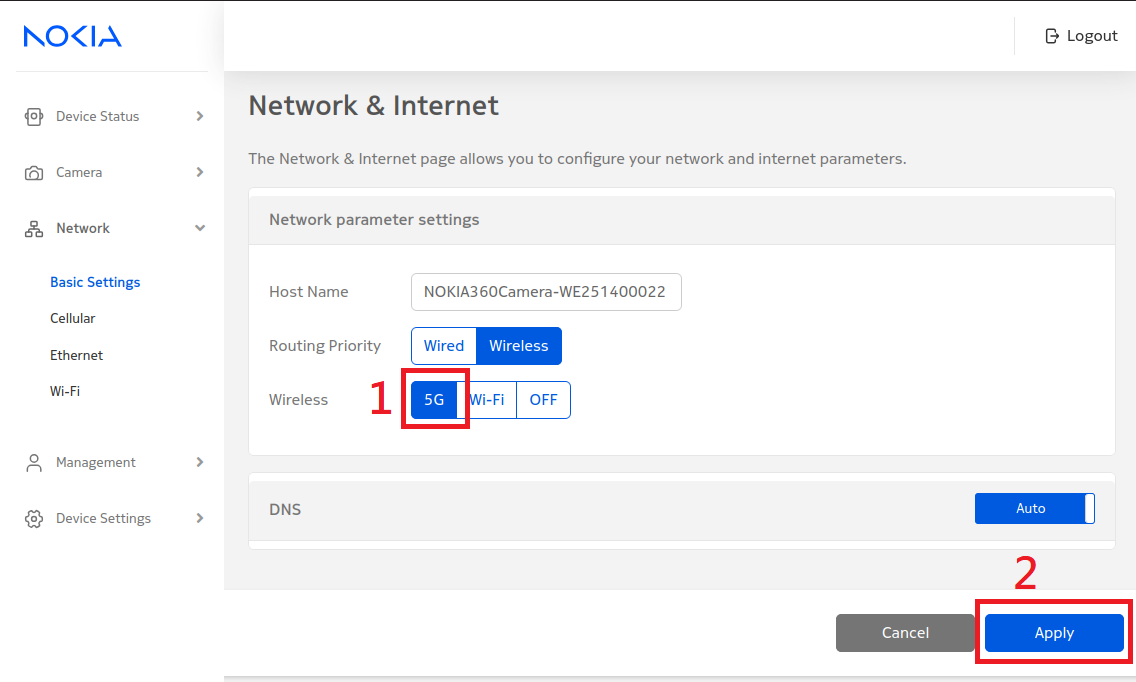 NOKIA
Logout
Device Status
Camera
Network
Basic Settings
Cellular
Ethernet
Wi-Fi
Management
Device Settings
Network & Internet
The Network & Internet page allows you to configure your network and internet parameters.
Network parameter settings
Host Name NOKIA360Camera-WE251400022
Routing Priority Wired Wireless
Wireless 1 5G Wi-Fi OFF
DNS Auto
2
Cancel Apply